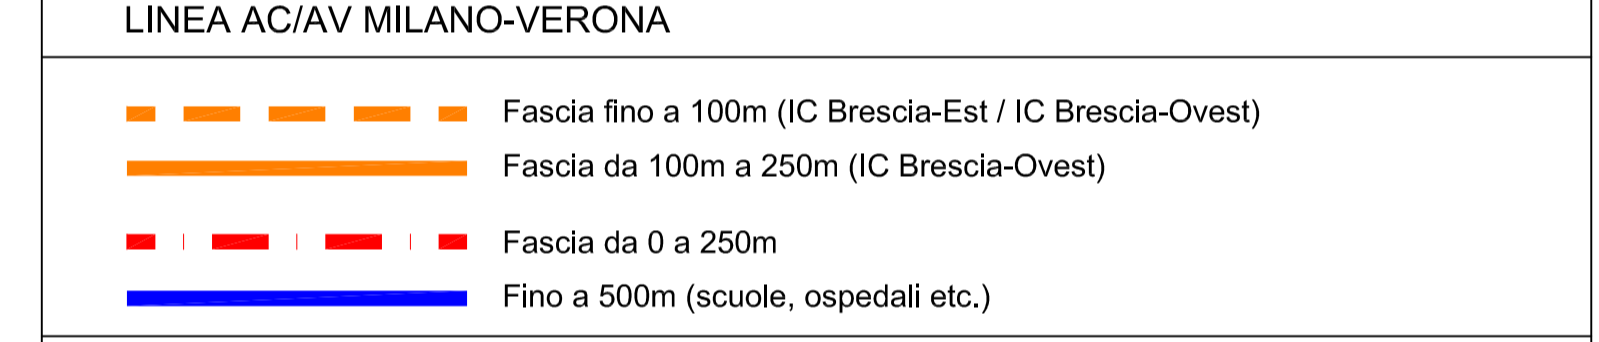 LINEA AC/AV MILANO-VERONA
Fascia fino a 100m (IC Brescia-Est / IC Brescia-Ovest)
Fascia da 100m a 250m (IC Brescia-Ovest)
Fascia da 0 a 250m
Fino a 500m (scuole, ospedali etc.)